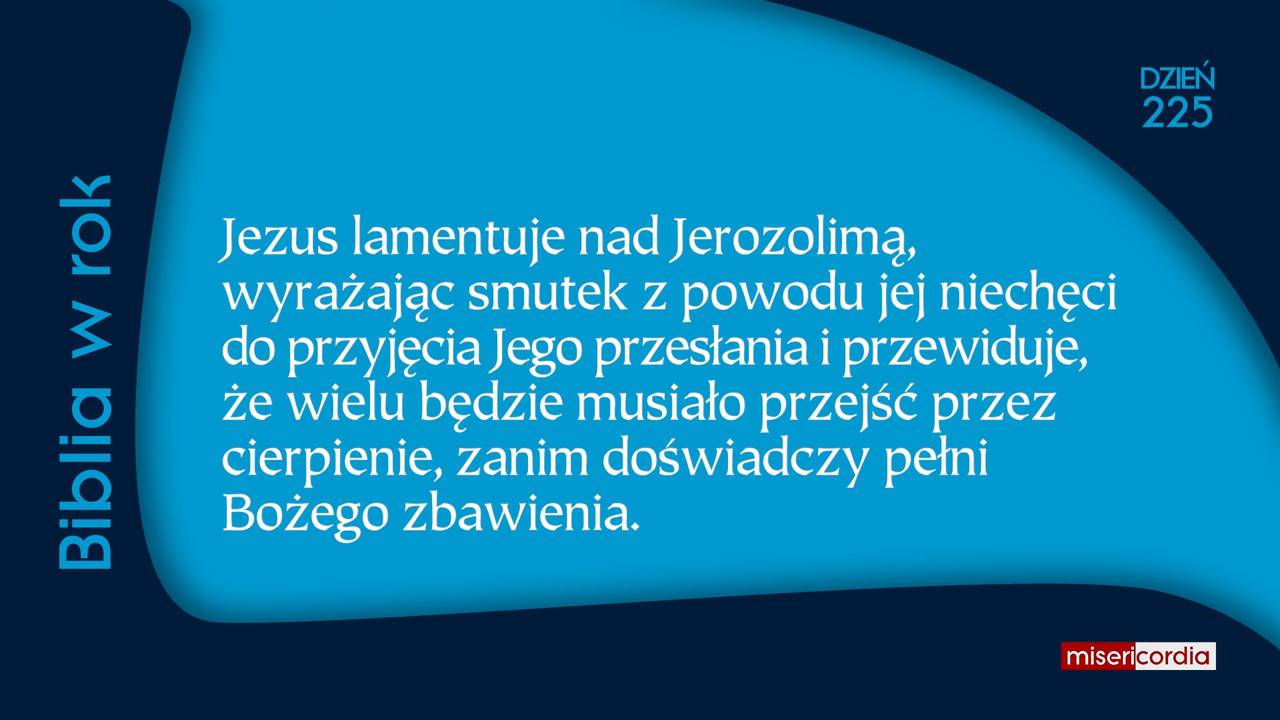 DZIEŃ
225
Biblia w rok
Jezus lamentuje nad Jerozolimą,
wyrażając smutek z powodu jej niechęci
do przyjęcia Jego przesłania i przewiduje,
że wielu będzie musiało przejść przez
cierpienie, zanim doświadczy pełni
Bożego zbawienia.
misericordia